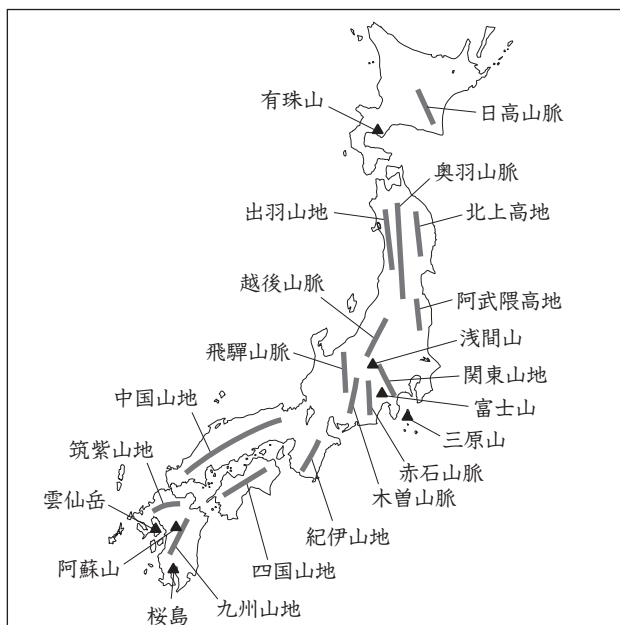 有珠山
日高山脈
奥羽山脈
出羽山地
北上高地
越後山脈
阿武隈高地
浅間山
飛驒山脈
関東山地
中国山地
富士山
筑紫山地
三原山
赤石山脈
雲仙岳
木曽山脈
紀伊山地
阿蘇山
四国山地
桜島
九州山地